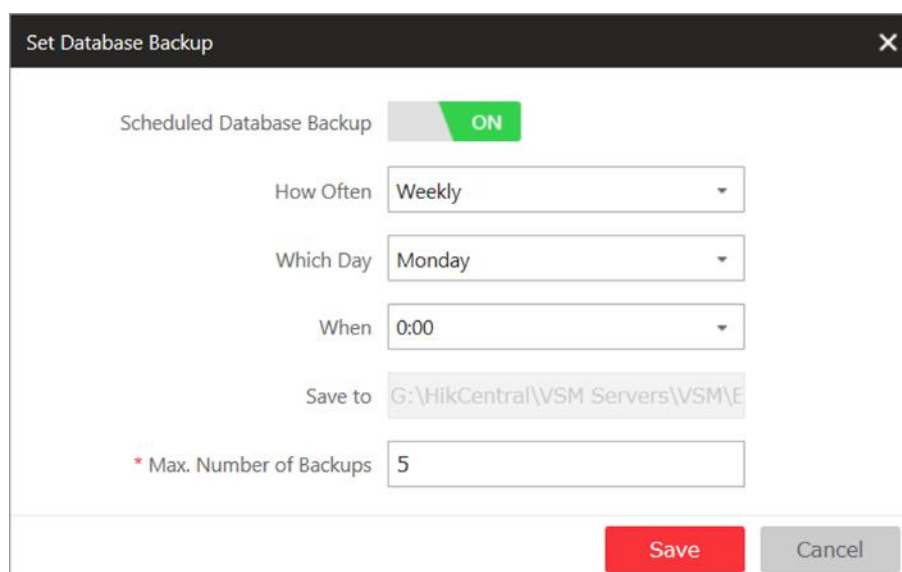 Set Database Backup
Scheduled Database Backup ON
How Often Weekly
Which Day Monday
When 0:00
Save to G:\HikCentral\VSM Servers\VSM\E
* Max. Number of Backups 5
Save Cancel